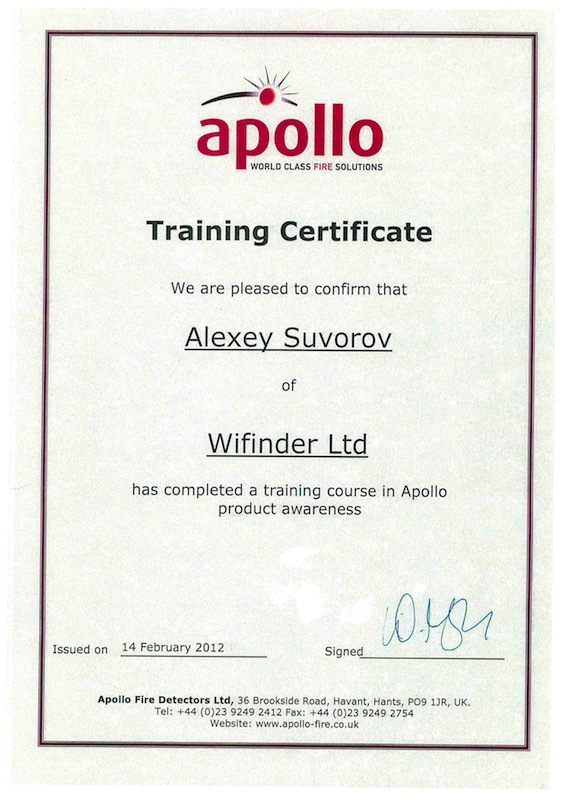 apollo
WORLD CLASS FIRE SOLUTIONS
Training Certificate
We are pleased to confirm that
Alexey Suvorov
of
Wifinder Ltd
has completed a training course in Apollo
product awareness
Issued on 14 February 2012
Signed
Apollo Fire Detectors Ltd, 36 Brookside Road, Havant, Hants, PO9 1JR, UK.
Tel: +44 (0)23 9249 2412 Fax: +44 (0)23 9249 2754
Website: www.apollo-fire.co.uk